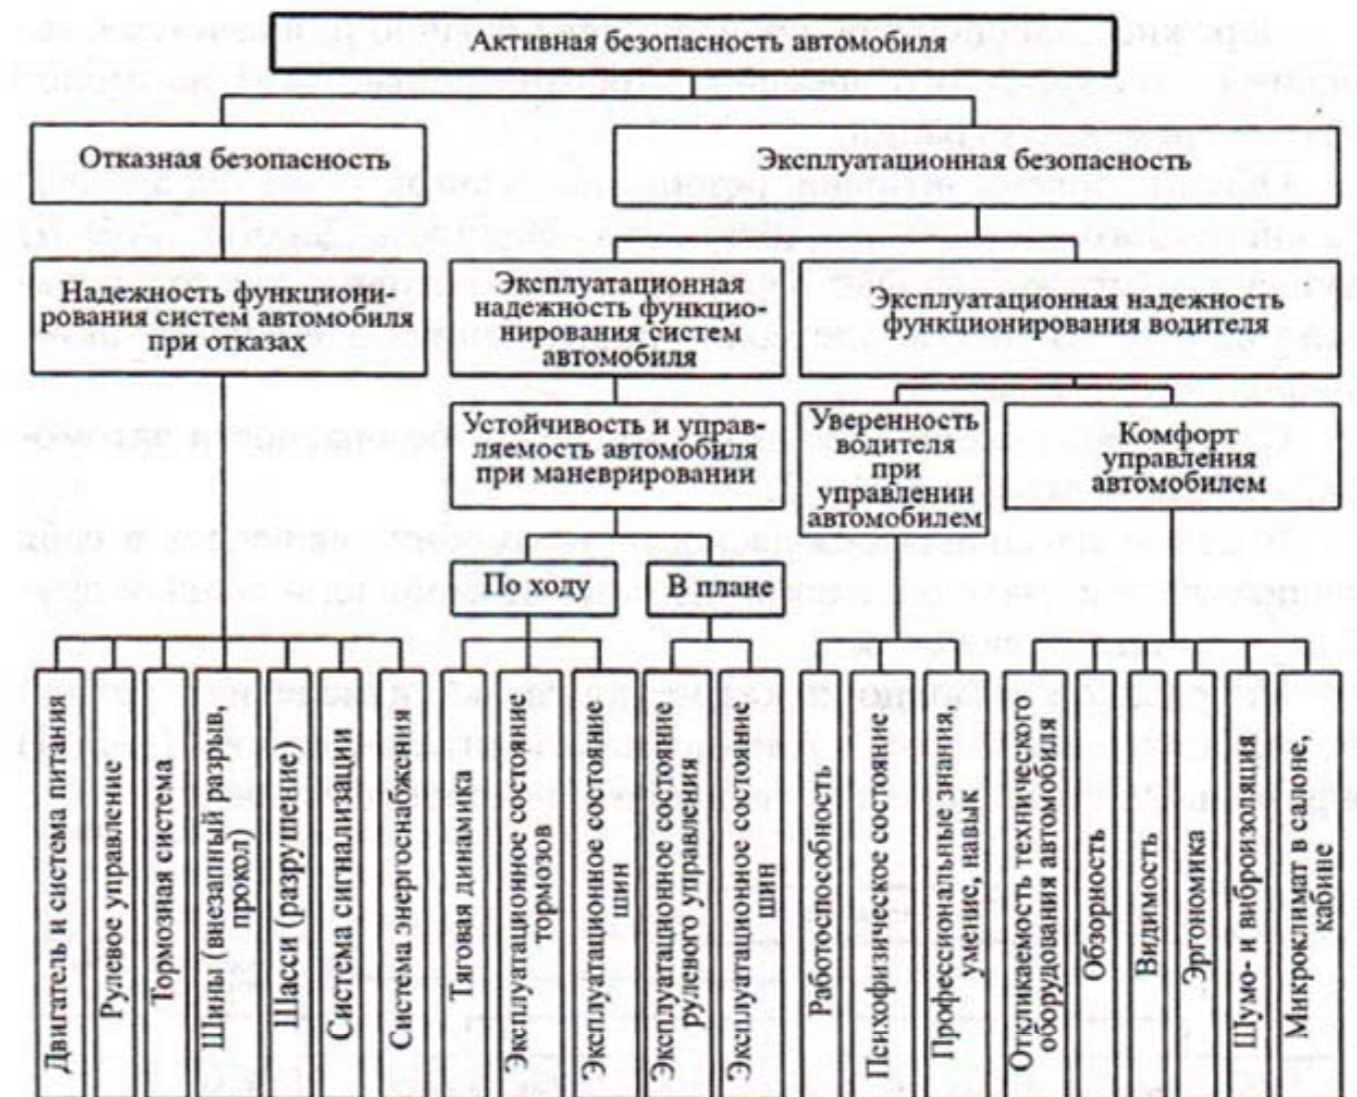 Активная безопасность автомобиля
Отказная безопасность
Эксплуатационная безопасность
Надежность функциони-
рования систем автомобиля
при отказах
Эксплуатационная
надежность функцио-
нирования систем
автомобиля
Эксплуатационная надежность
функционирования водителя
Устойчивость и управ-
ляемость автомобиля
при маневрировании
Уверенность
водителя
при
управлении
автомобилем
Комфорт
управления
автомобилем
По ходу
В плане
Двигатель и система питания
Рулевое управление
Тормозная система
Шины (внезапный разрыв,
прокол)
Шасси (разрушение)
Система сигнализации
Система энергоснабжения
Тяговая динамика
Эксплуатационное состояние
тормозов
Эксплуатационное состояние
шин
Эксплуатационное состояние
рулевого управления
Эксплуатационное состояние
шин
Работоспособность
Психофизическое состояние
Профессиональные знания,
умение, навык
Откликаемость технического
оборудования автомобиля
Обзорность
Видимость
Эргономика
Шумо- и виброизоляция
Микроклимат в салоне,
кабине